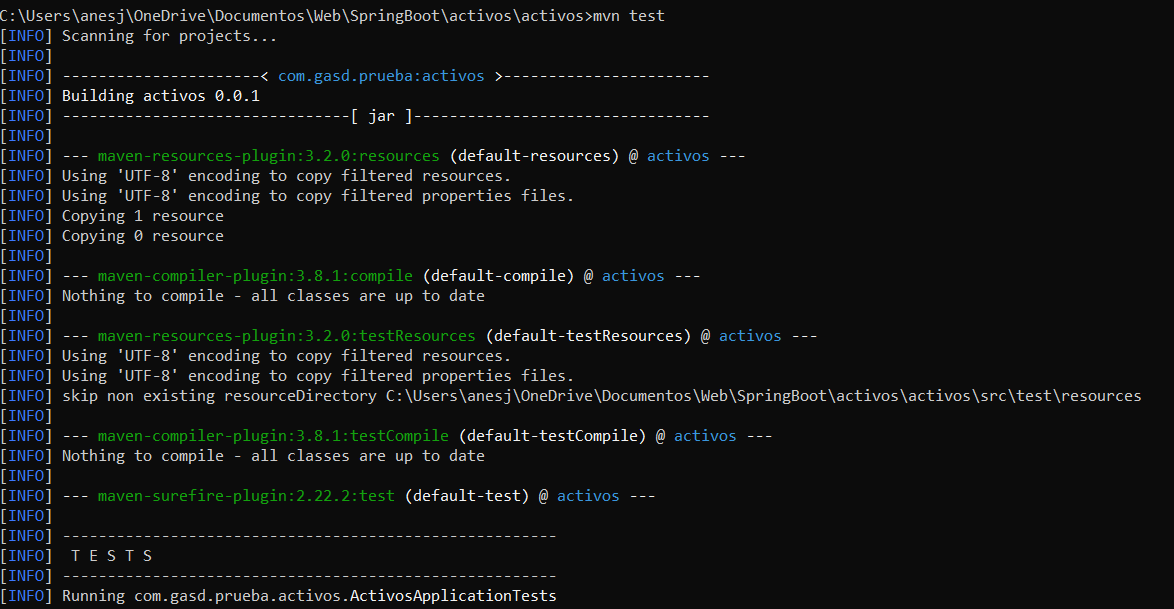 C:\Users\anesj\OneDrive\Documentos\Web\SpringBoot\activos\activos>mvn test
[INFO] Scanning for projects...
[INFO]
[INFO] ----------------------< com.gasd.prueba:activos >-----------------------
[INFO] Building activos 0.0.1
[INFO] --------------------------------[ jar ]---------------------------------
[INFO]
[INFO] --- maven-resources-plugin:3.2.0:resources (default-resources) @ activos ---
[INFO] Using 'UTF-8' encoding to copy filtered resources.
[INFO] Using 'UTF-8' encoding to copy filtered properties files.
[INFO] Copying 1 resource
[INFO] Copying 0 resource
[INFO]
[INFO] --- maven-compiler-plugin:3.8.1:compile (default-compile) @ activos ---
[INFO] Nothing to compile - all classes are up to date
[INFO]
[INFO] --- maven-resources-plugin:3.2.0:testResources (default-testResources) @ activos ---
[INFO] Using 'UTF-8' encoding to copy filtered resources.
[INFO] Using 'UTF-8' encoding to copy filtered properties files.
[INFO] skip non existing resourceDirectory C:\Users\anesj\OneDrive\Documentos\Web\SpringBoot\activos\activos\src\test\resources
[INFO]
[INFO] --- maven-compiler-plugin:3.8.1:testCompile (default-testCompile) @ activos ---
[INFO] Nothing to compile - all classes are up to date
[INFO]
[INFO] --- maven-surefire-plugin:2.22.2:test (default-test) @ activos ---
[INFO]
[INFO] -------------------------------------------------------
[INFO]  T E S T S
[INFO] -------------------------------------------------------
[INFO] Running com.gasd.prueba.activos.ActivosApplicationTests